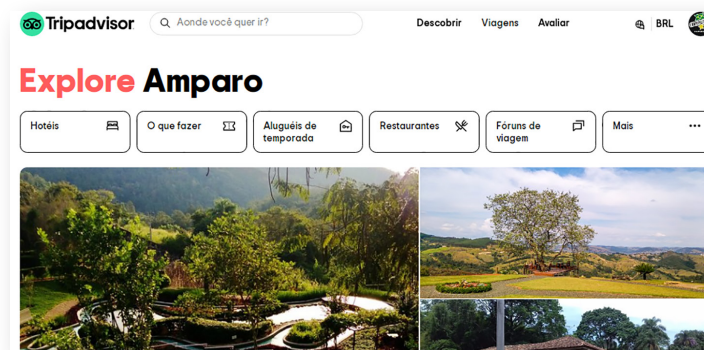 Tripadvisor
Aonde você quer ir?
Descobrir
Viagens
Avaliar
BRL
Explore Amparo
Hotéis
O que fazer
Aluguéis de
temporada
Restaurantes
Fóruns de
viagem
Mais